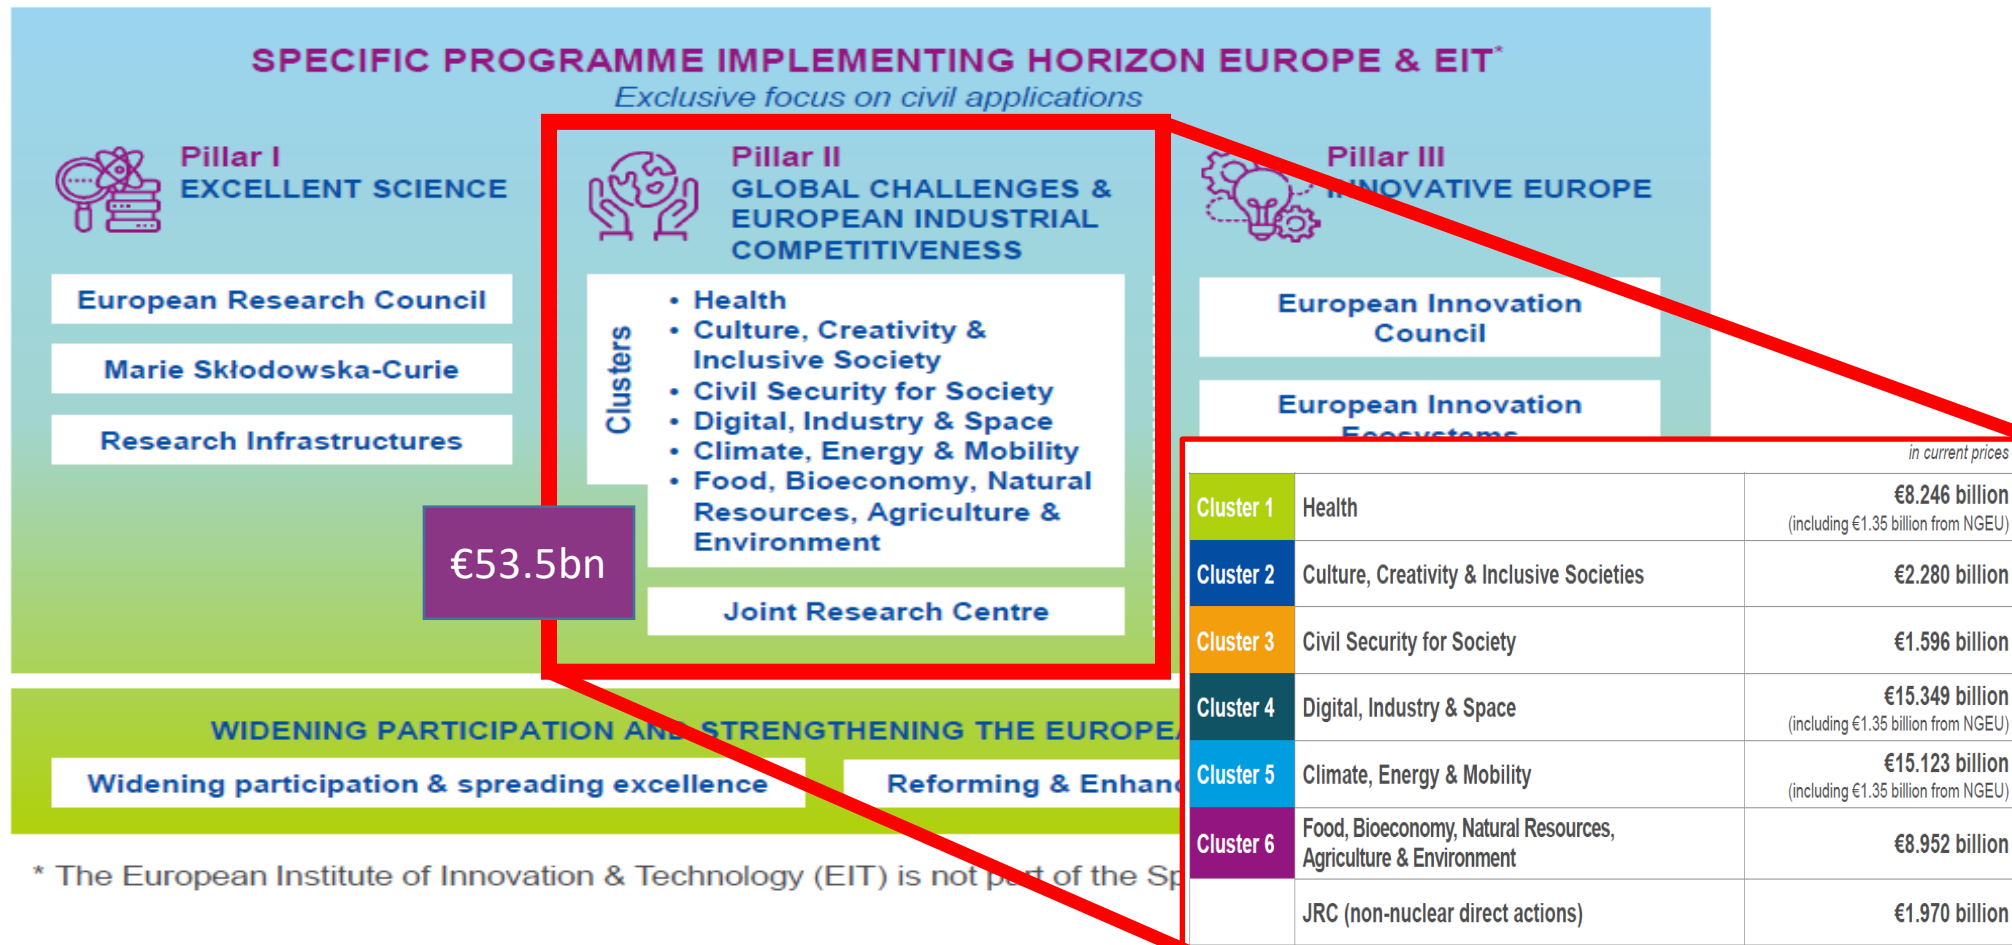 SPECIFIC PROGRAMME IMPLEMENTING HORIZON EUROPE & EIT*
Exclusive focus on civil applications
Pillar I
EXCELLENT SCIENCE
European Research Council
Marie Skłodowska-Curie
Research Infrastructures
Pillar II
GLOBAL CHALLENGES &
EUROPEAN INDUSTRIAL
COMPETITIVENESS
Clusters
• Health
• Culture, Creativity &
Inclusive Society
• Civil Security for Society
• Digital, Industry & Space
• Climate, Energy & Mobility
• Food, Bioeconomy, Natural
Resources, Agriculture &
Environment
Joint Research Centre
€53.5bn
Pillar III
INNOVATIVE EUROPE
European Innovation
Council
European Innovation
Ecosystems
in current prices
Cluster 1 Health €8.246 billion
(including €1.35 billion from NGEU)
Cluster 2 Culture, Creativity & Inclusive Societies €2.280 billion
Cluster 3 Civil Security for Society €1.596 billion
Cluster 4 Digital, Industry & Space €15.349 billion
(including €1.35 billion from NGEU)
Cluster 5 Climate, Energy & Mobility €15.123 billion
(including €1.35 billion from NGEU)
Cluster 6 Food, Bioeconomy, Natural Resources,
Agriculture & Environment €8.952 billion
JRC (non-nuclear direct actions) €1.970 billion
WIDENING PARTICIPATION AND STRENGTHENING THE
Widening participation & spreading excellence
Reforming &
* The European Institute of Innovation & Technology (EIT) is not part of the